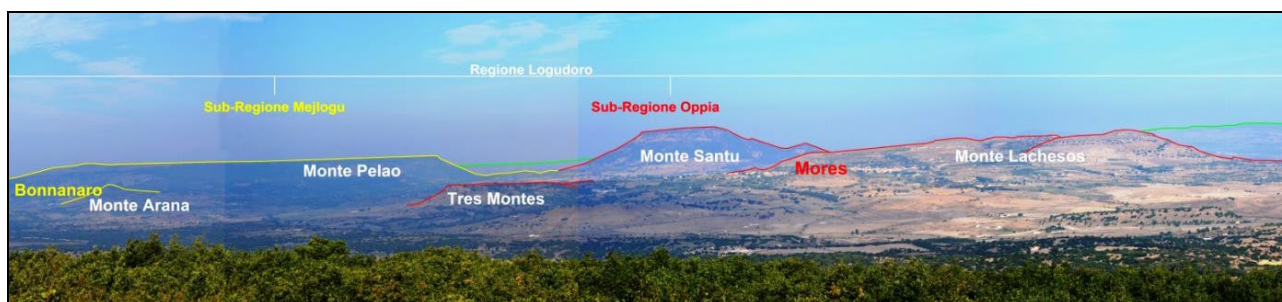 Regione Logudoro
Sub-Regione Mejlogu
Sub-Regione Oppia
Monte Santu
Monte Lachesos
Monte Pelao
Mores
Bonnanaro
Monte Arana
Tres Montes